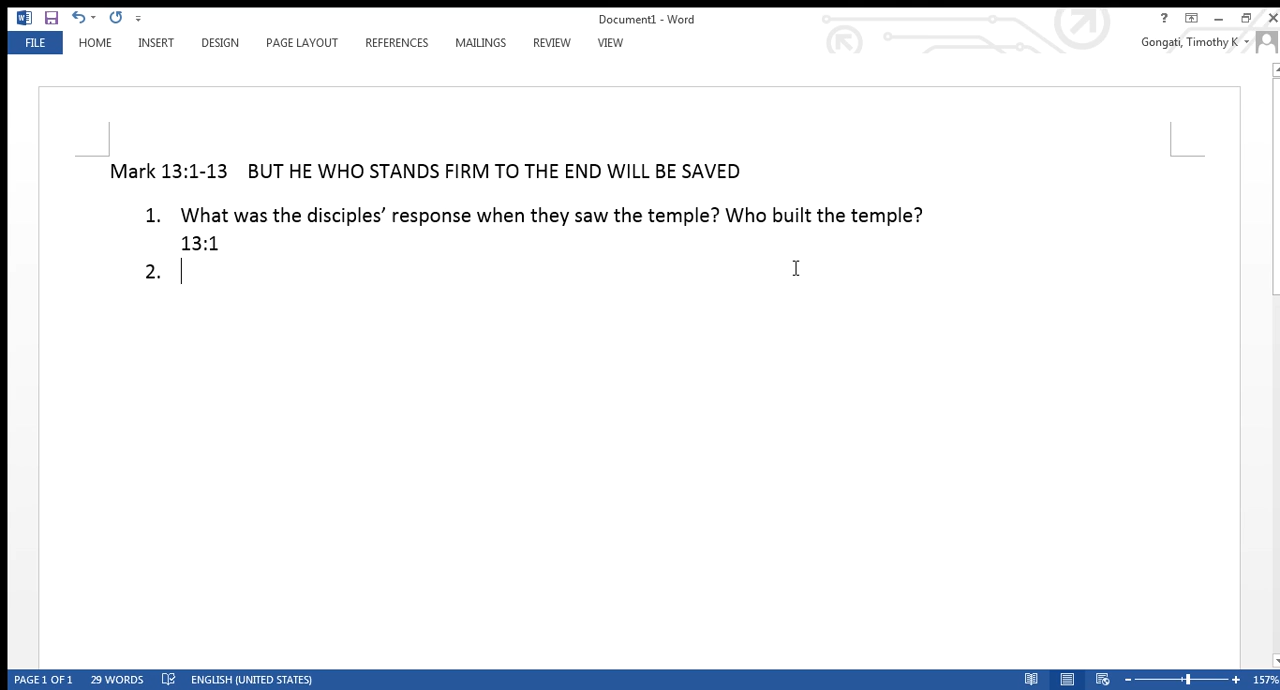 Document1 - Word
?
FILE HOME INSERT DESIGN PAGE LAYOUT REFERENCES MAILINGS REVIEW VIEW
Gongati, Timothy K
Mark 13:1-13 BUT HE WHO STANDS FIRM TO THE END WILL BE SAVED
1. What was the disciples’ response when they saw the temple? Who built the temple?
13:1
2.
PAGE 1 OF 1 29 WORDS ENGLISH (UNITED STATES) 157%